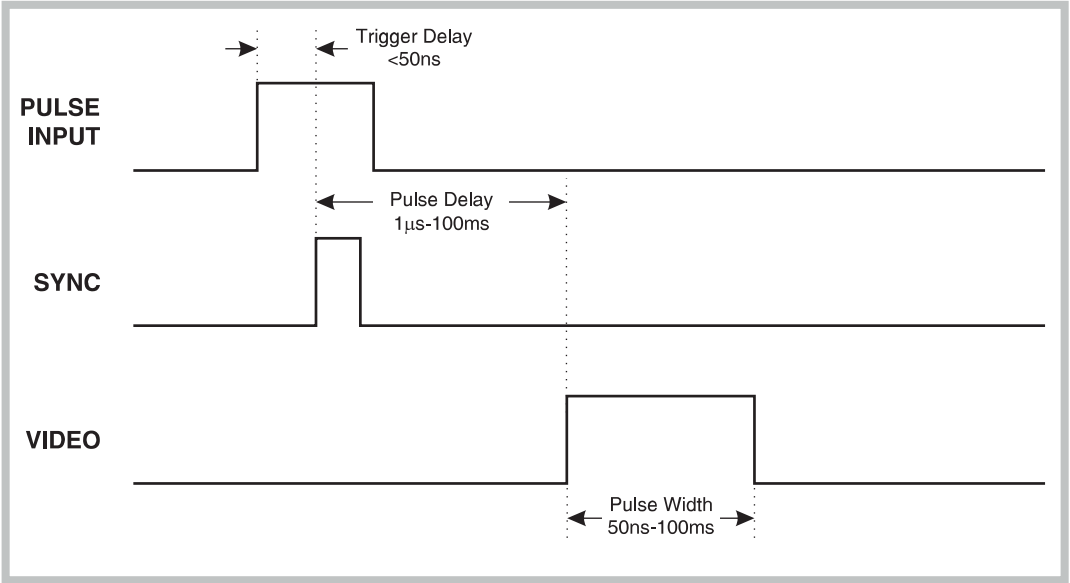 Trigger Delay
<50ns
PULSE
INPUT
Pulse Delay
1μs-100ms
SYNC
VIDEO
Pulse Width
50ns-100ms